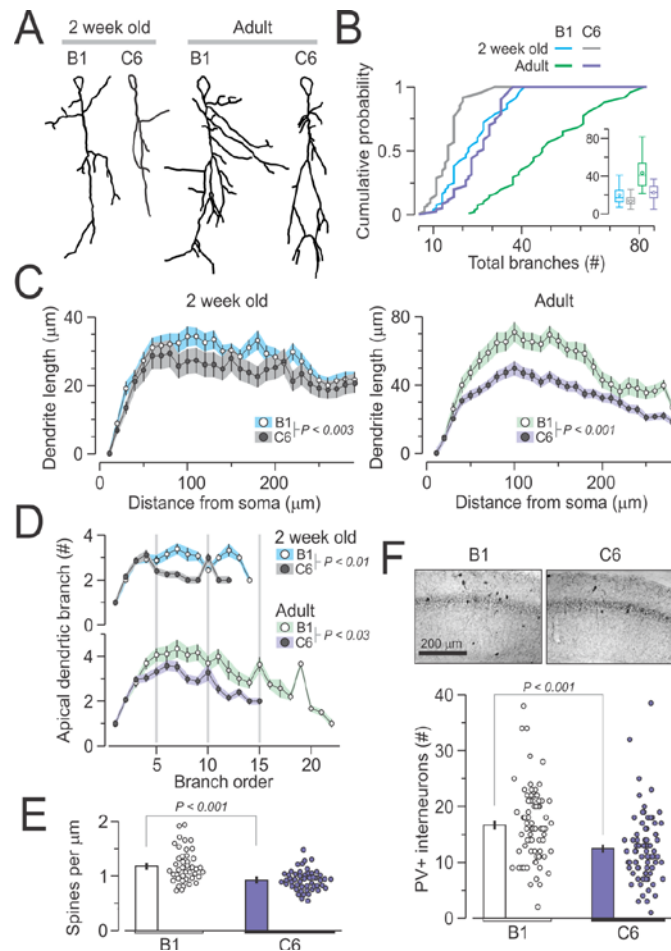 A
2 week old
Adult
B1
C6
B1
C6
B
B1 C6
2 week old
Adult
Cumulative probability
1
0.5
0
10
40
80
Total branches (#)
80
40
0
C
2 week old
Dendrite length (μm)
40
20
0
100
200
Distance from soma (μm)
B1
C6
P < 0.003
Adult
Dendrite length (μm)
80
40
0
100
200
Distance from soma (μm)
B1
C6
P < 0.001
D
Apical dendrtic branch (#)
4
2
0
2 week old
B1
C6
P < 0.01
Adult
B1
C6
P < 0.03
6
4
2
0
5
10
15
20
Branch order
E
Spines per μm
2
1
0
P < 0.001
B1
C6
F
B1
C6
200 μm
PV+ interneurons (#)
40
30
20
10
0
P < 0.001
B1
C6